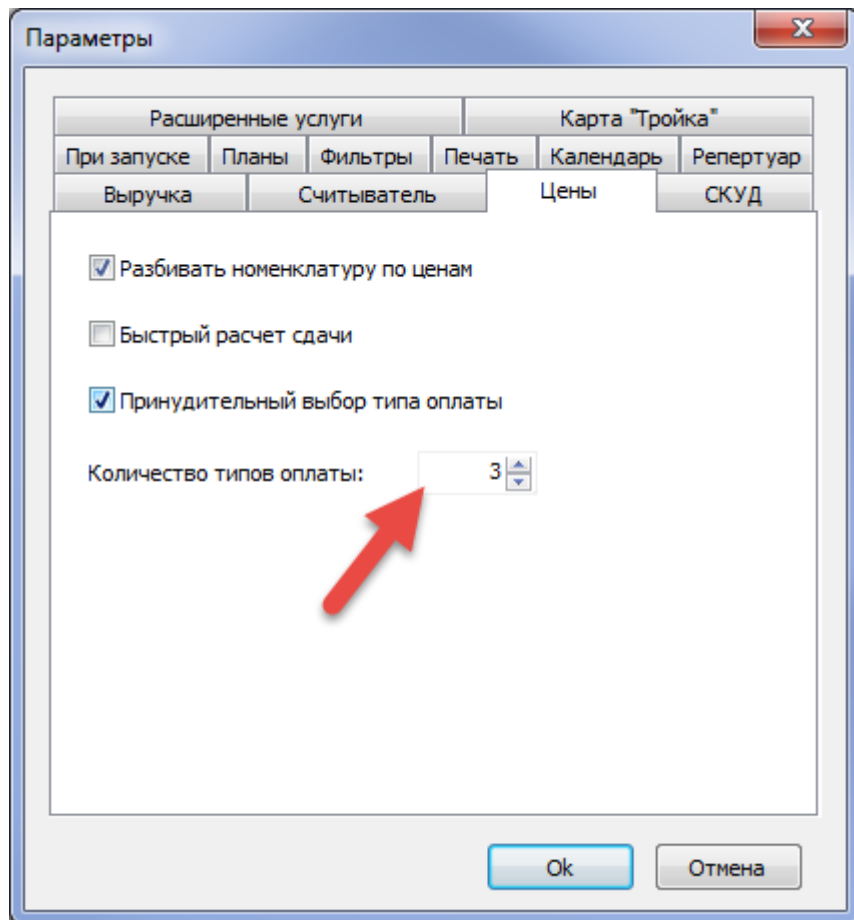 Параметры
Расширенные услуги Карта "Тройка"
При запуске Планы Фильтры Печать Календарь Репертуар
Выручка Считыватель Цены СКУД
Разбивать номенклатуру по ценам
Быстрый расчет сдачи
Принудительный выбор типа оплаты
Количество типов оплаты: 3
Ok Отмена